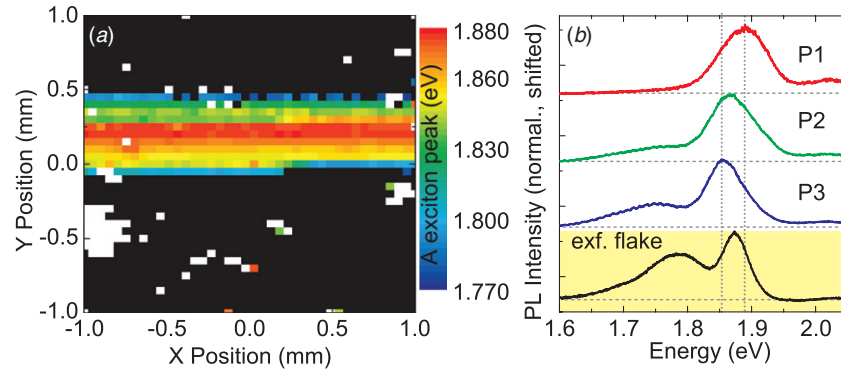 (a)
1.0
0.5
0.0
-0.5
-1.0
Y Position (mm)
-1.0 -0.5 0.0 0.5 1.0
X Position (mm)
A exciton peak (eV)
1.880
1.860
1.830
1.800
1.770
(b)
P1
P2
P3
exf. flake
PL Intensity (normal., shifted)
1.6 1.7 1.8 1.9 2.0
Energy (eV)